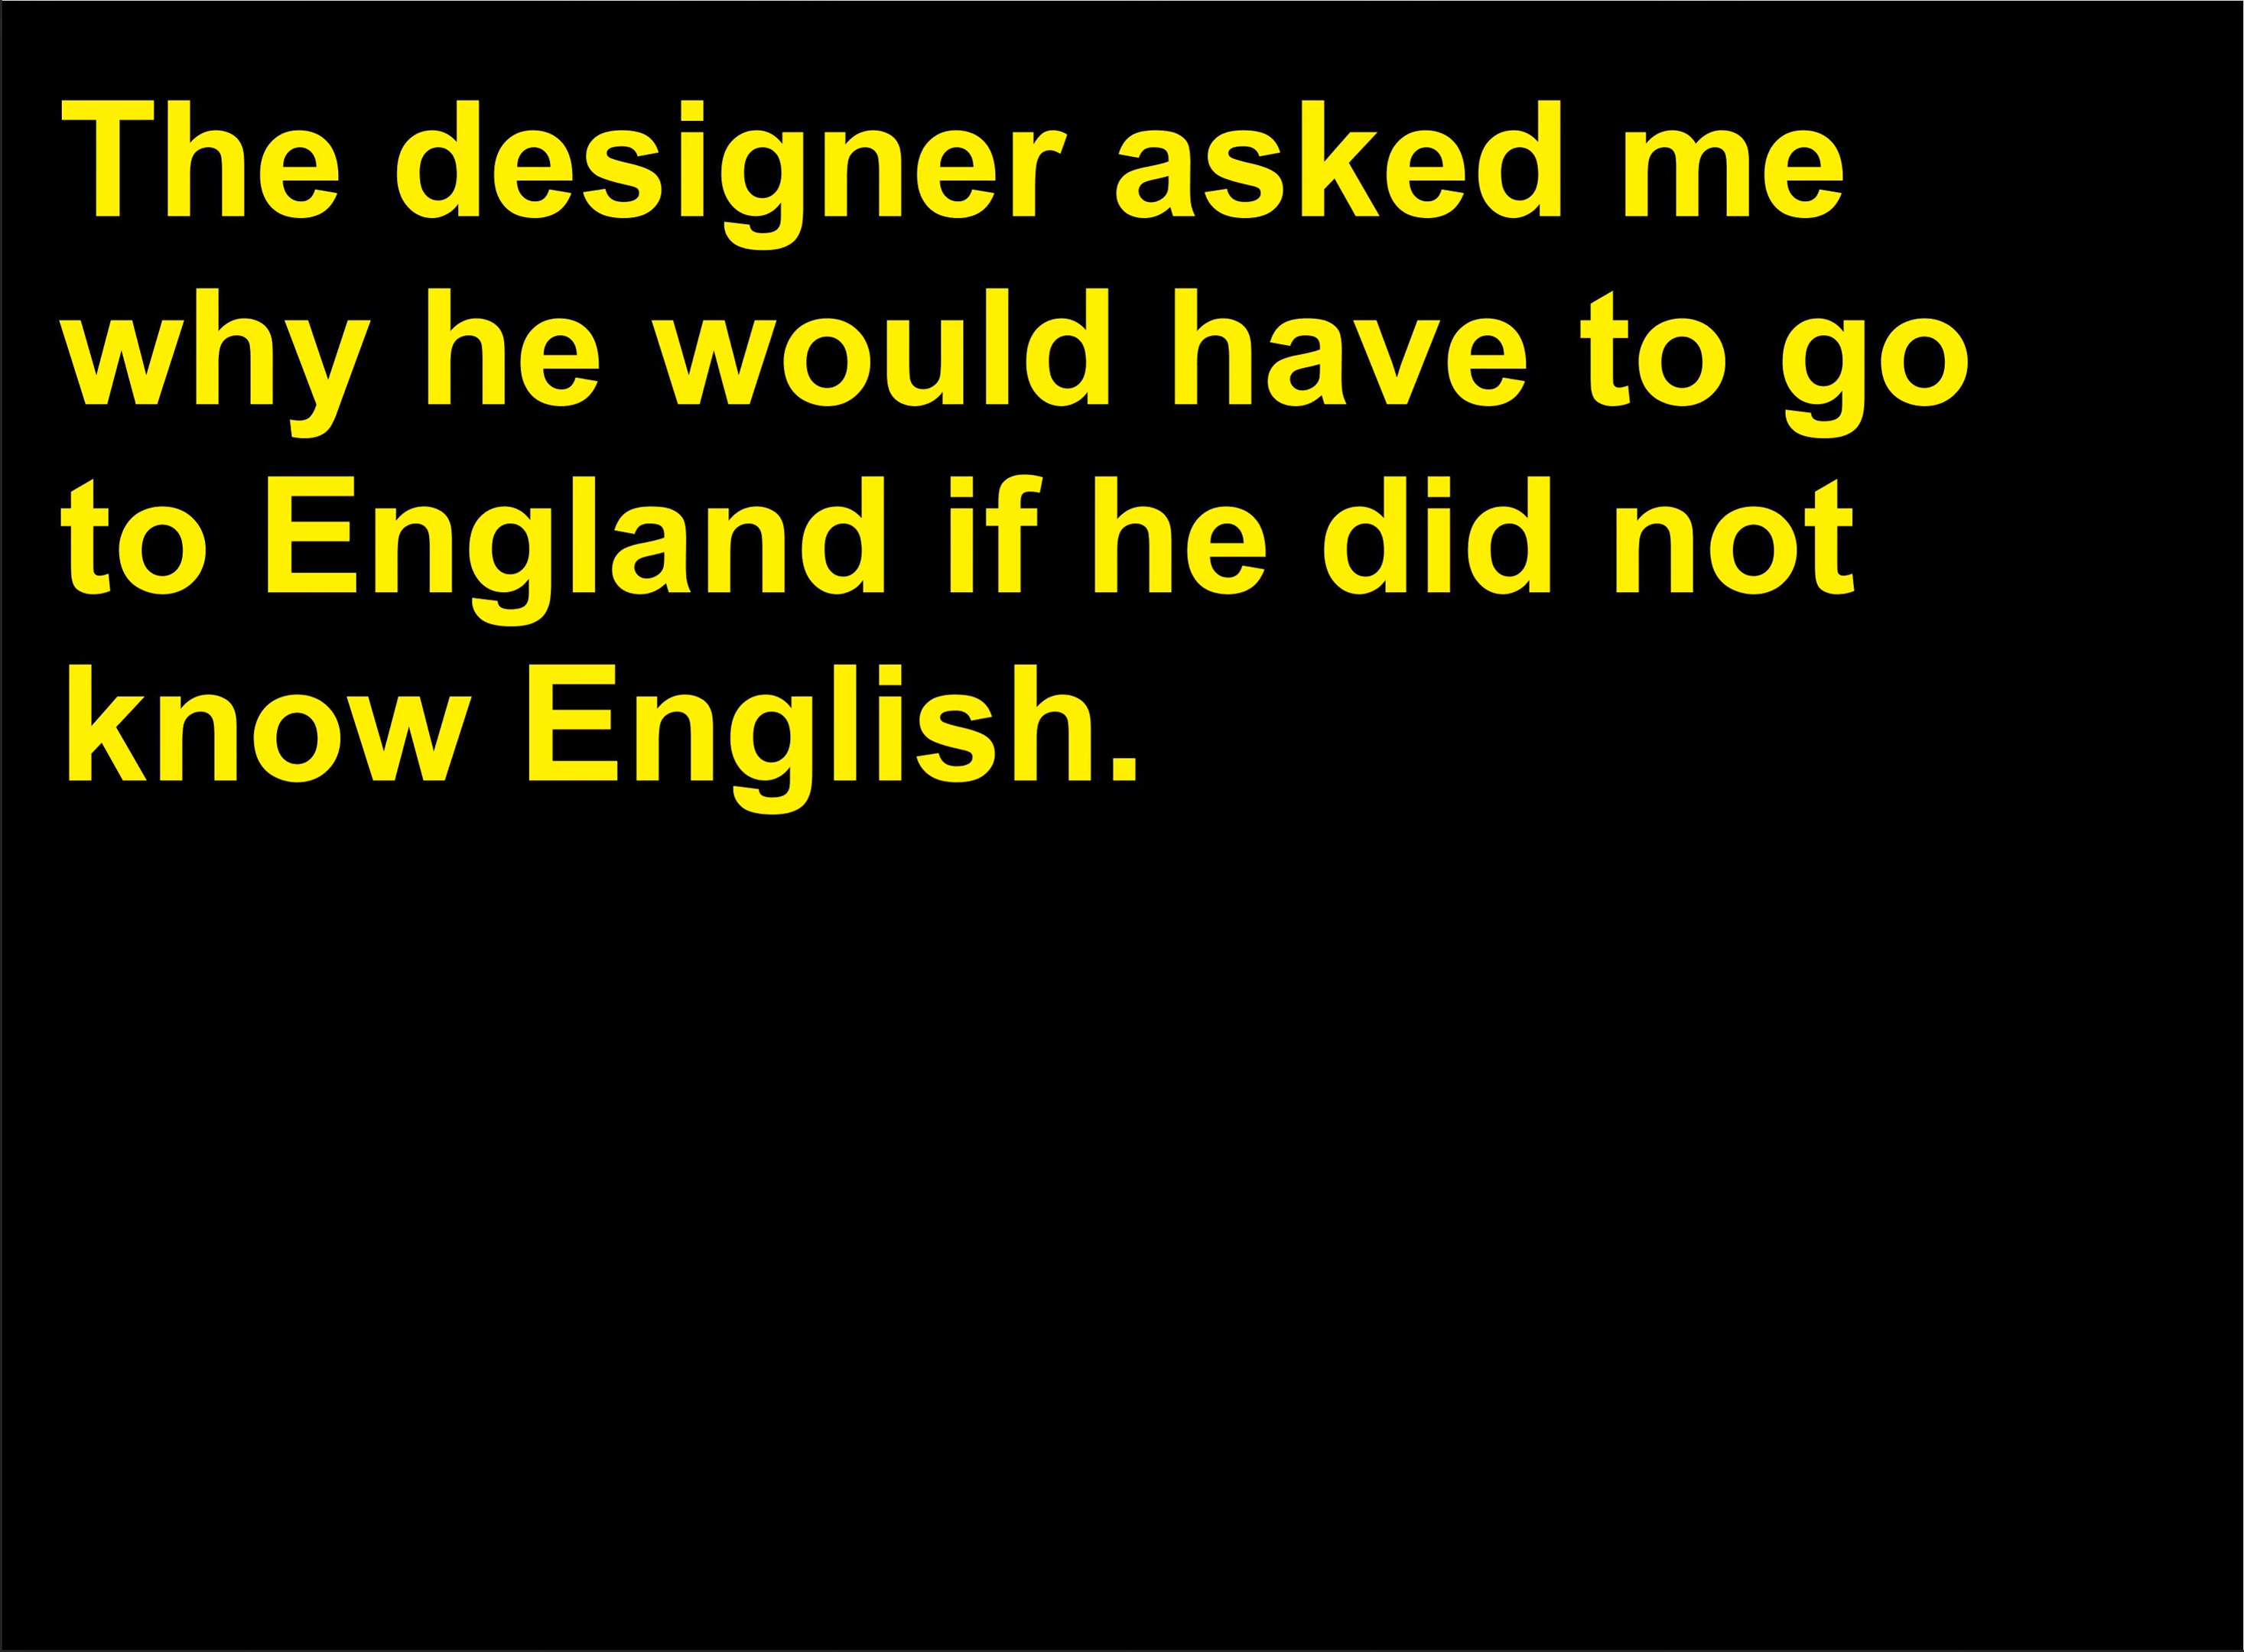 The designer asked me
why he would have to go
to England if he did not
know English.